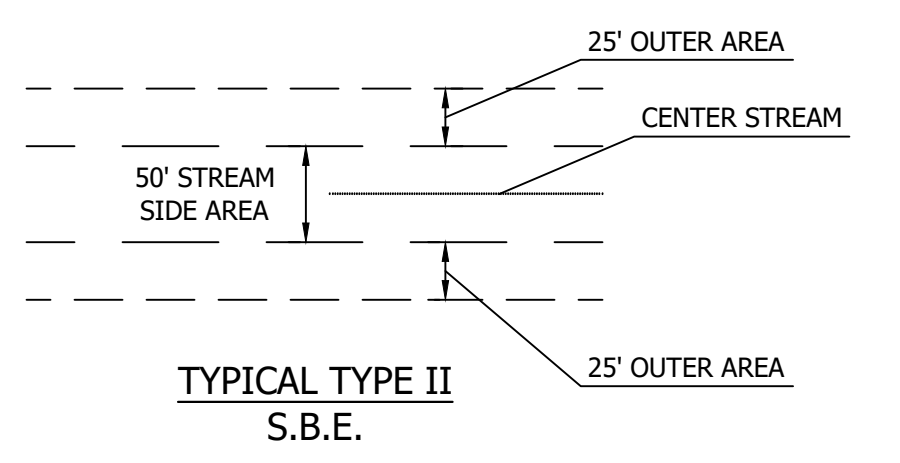 25' OUTER AREA
CENTER STREAM
50' STREAM
SIDE AREA
25' OUTER AREA
TYPICAL TYPE II
S.B.E.